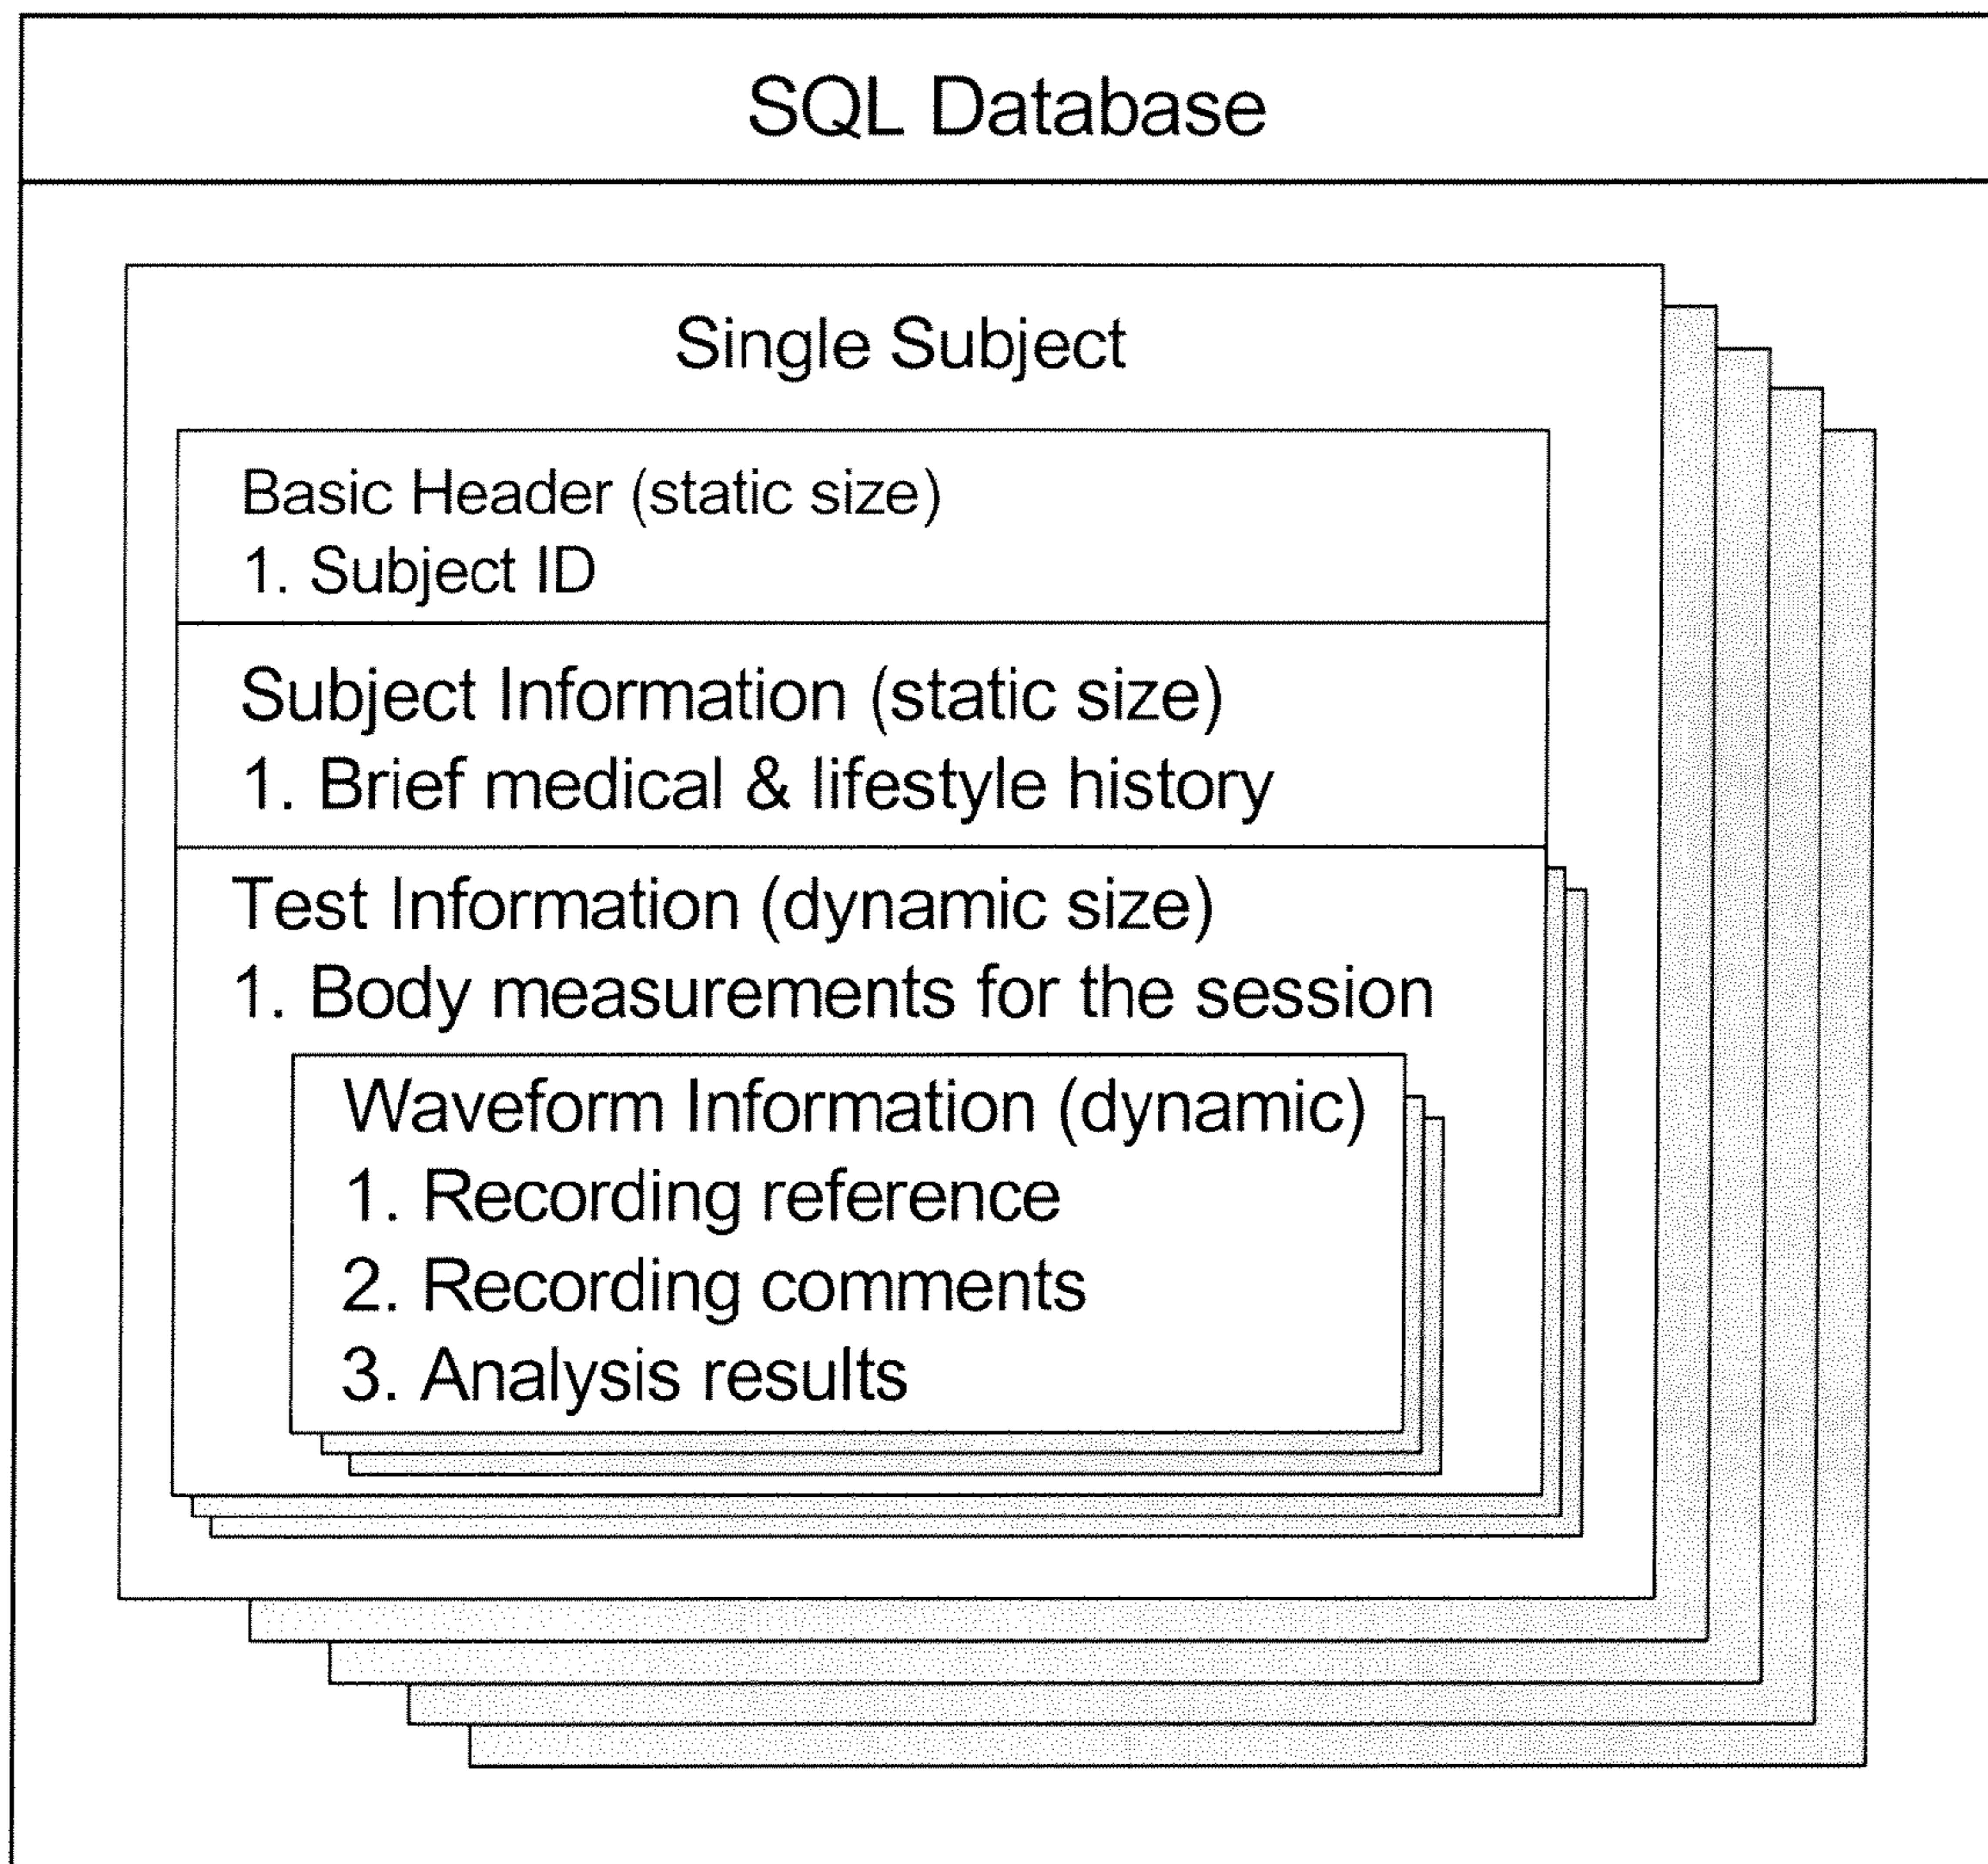 SQL Database
Single Subject
Basic Header (static size)
1. Subject ID
Subject Information (static size)
1. Brief medical & lifestyle history
Test Information (dynamic size)
1. Body measurements for the session
Waveform Information (dynamic)
1. Recording reference
2. Recording comments
3. Analysis results